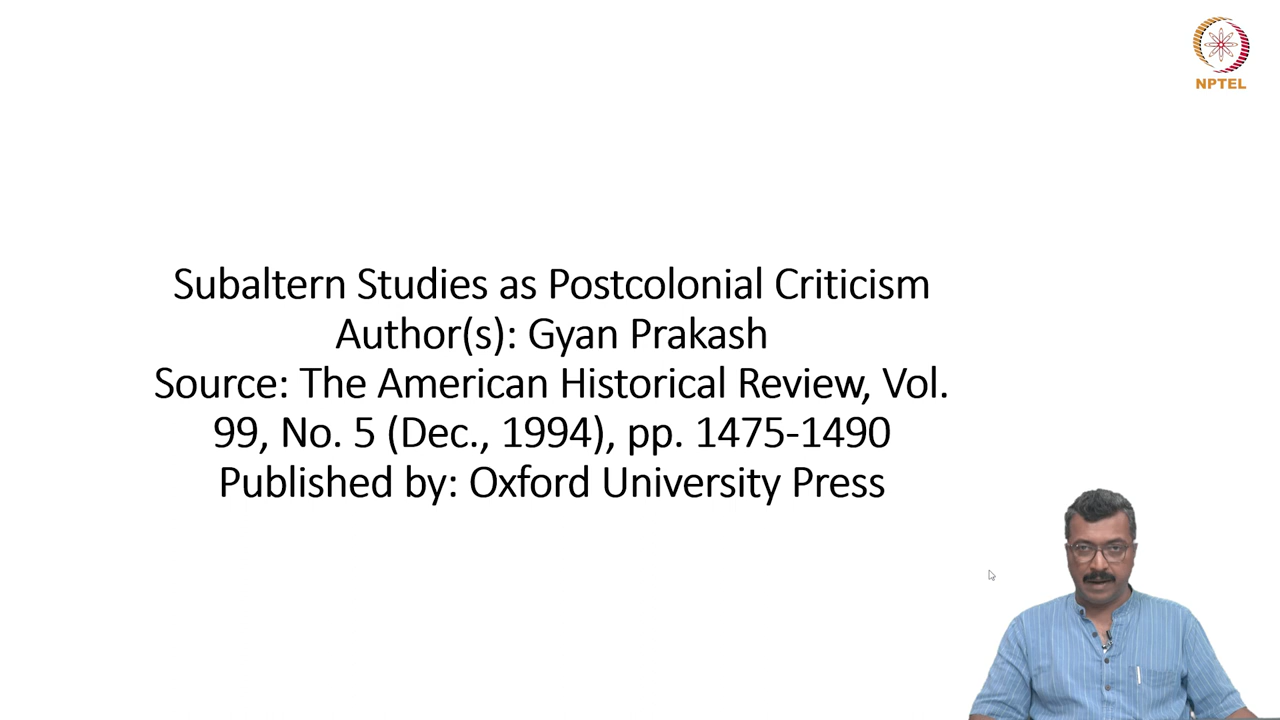 NPTEL
Subaltern Studies as Postcolonial Criticism
Author(s): Gyan Prakash
Source: The American Historical Review, Vol.
99, No. 5 (Dec., 1994), pp. 1475-1490
Published by: Oxford University Press